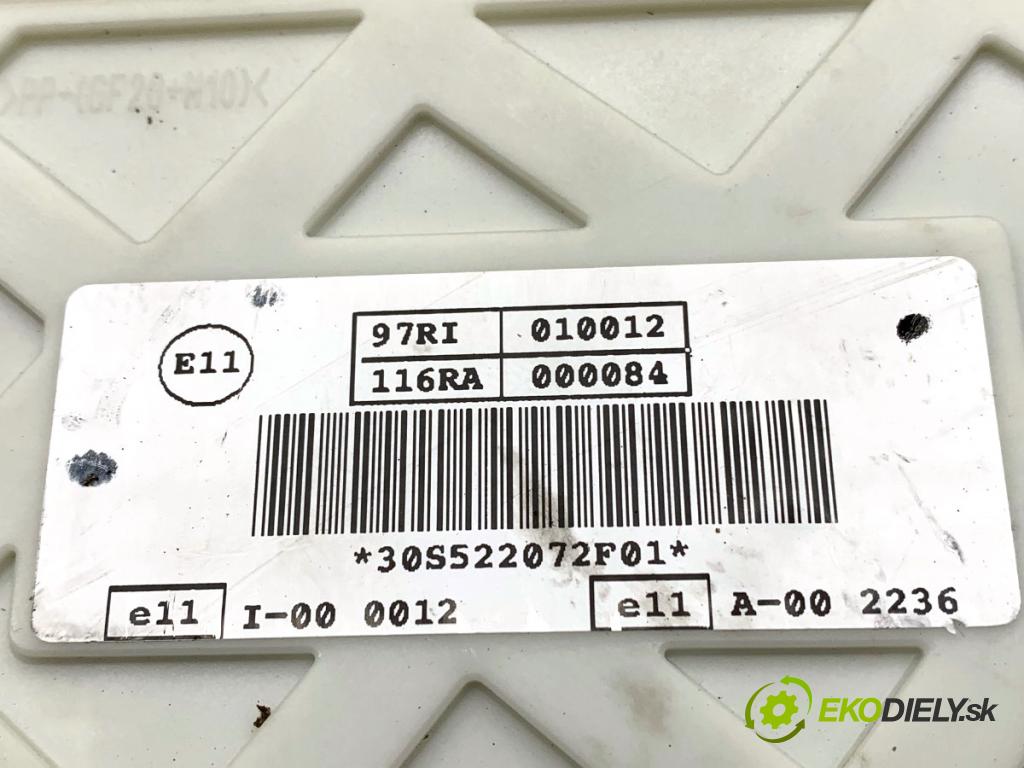 >PP-(GF20+M10)<
E11
97RI 010012
116RA 000084
*30S522072F01*
e11 I-00 0012 e11 A-00 2236
EKODIELY.sk